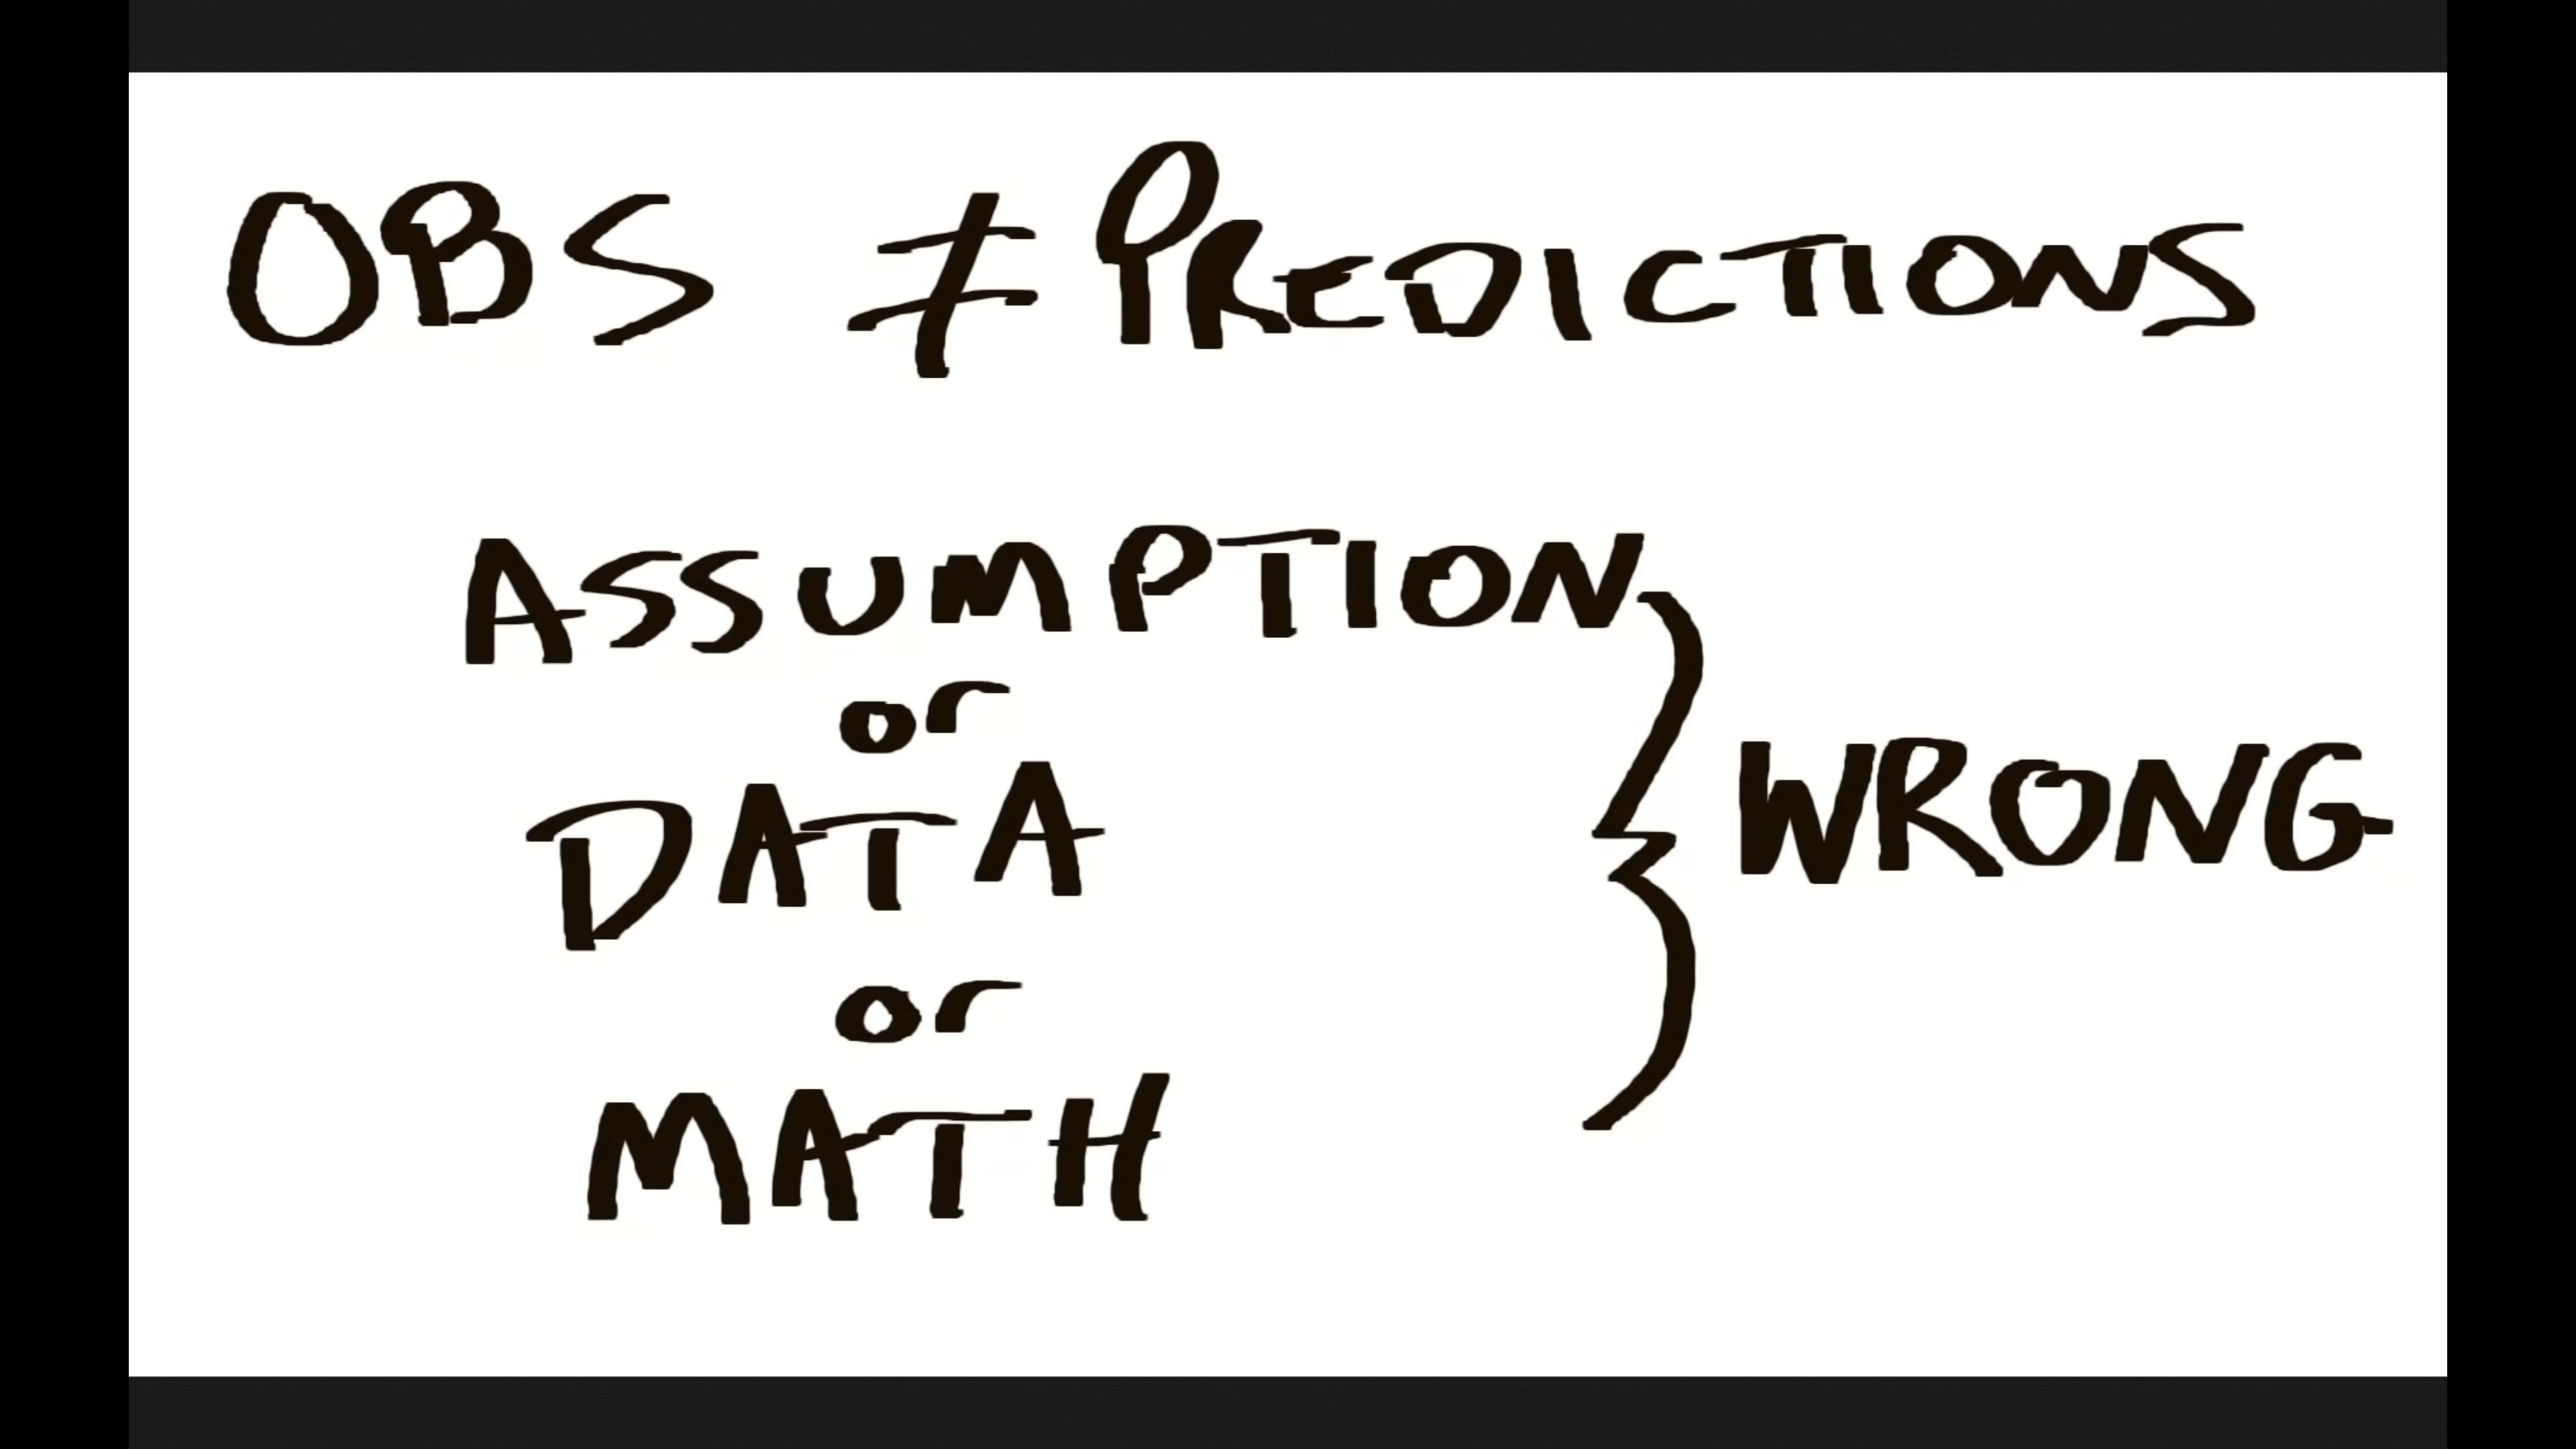 OBS ≠ PREDICTIONS
ASSUMPTION
or
DATA
or
MATH
WRONG